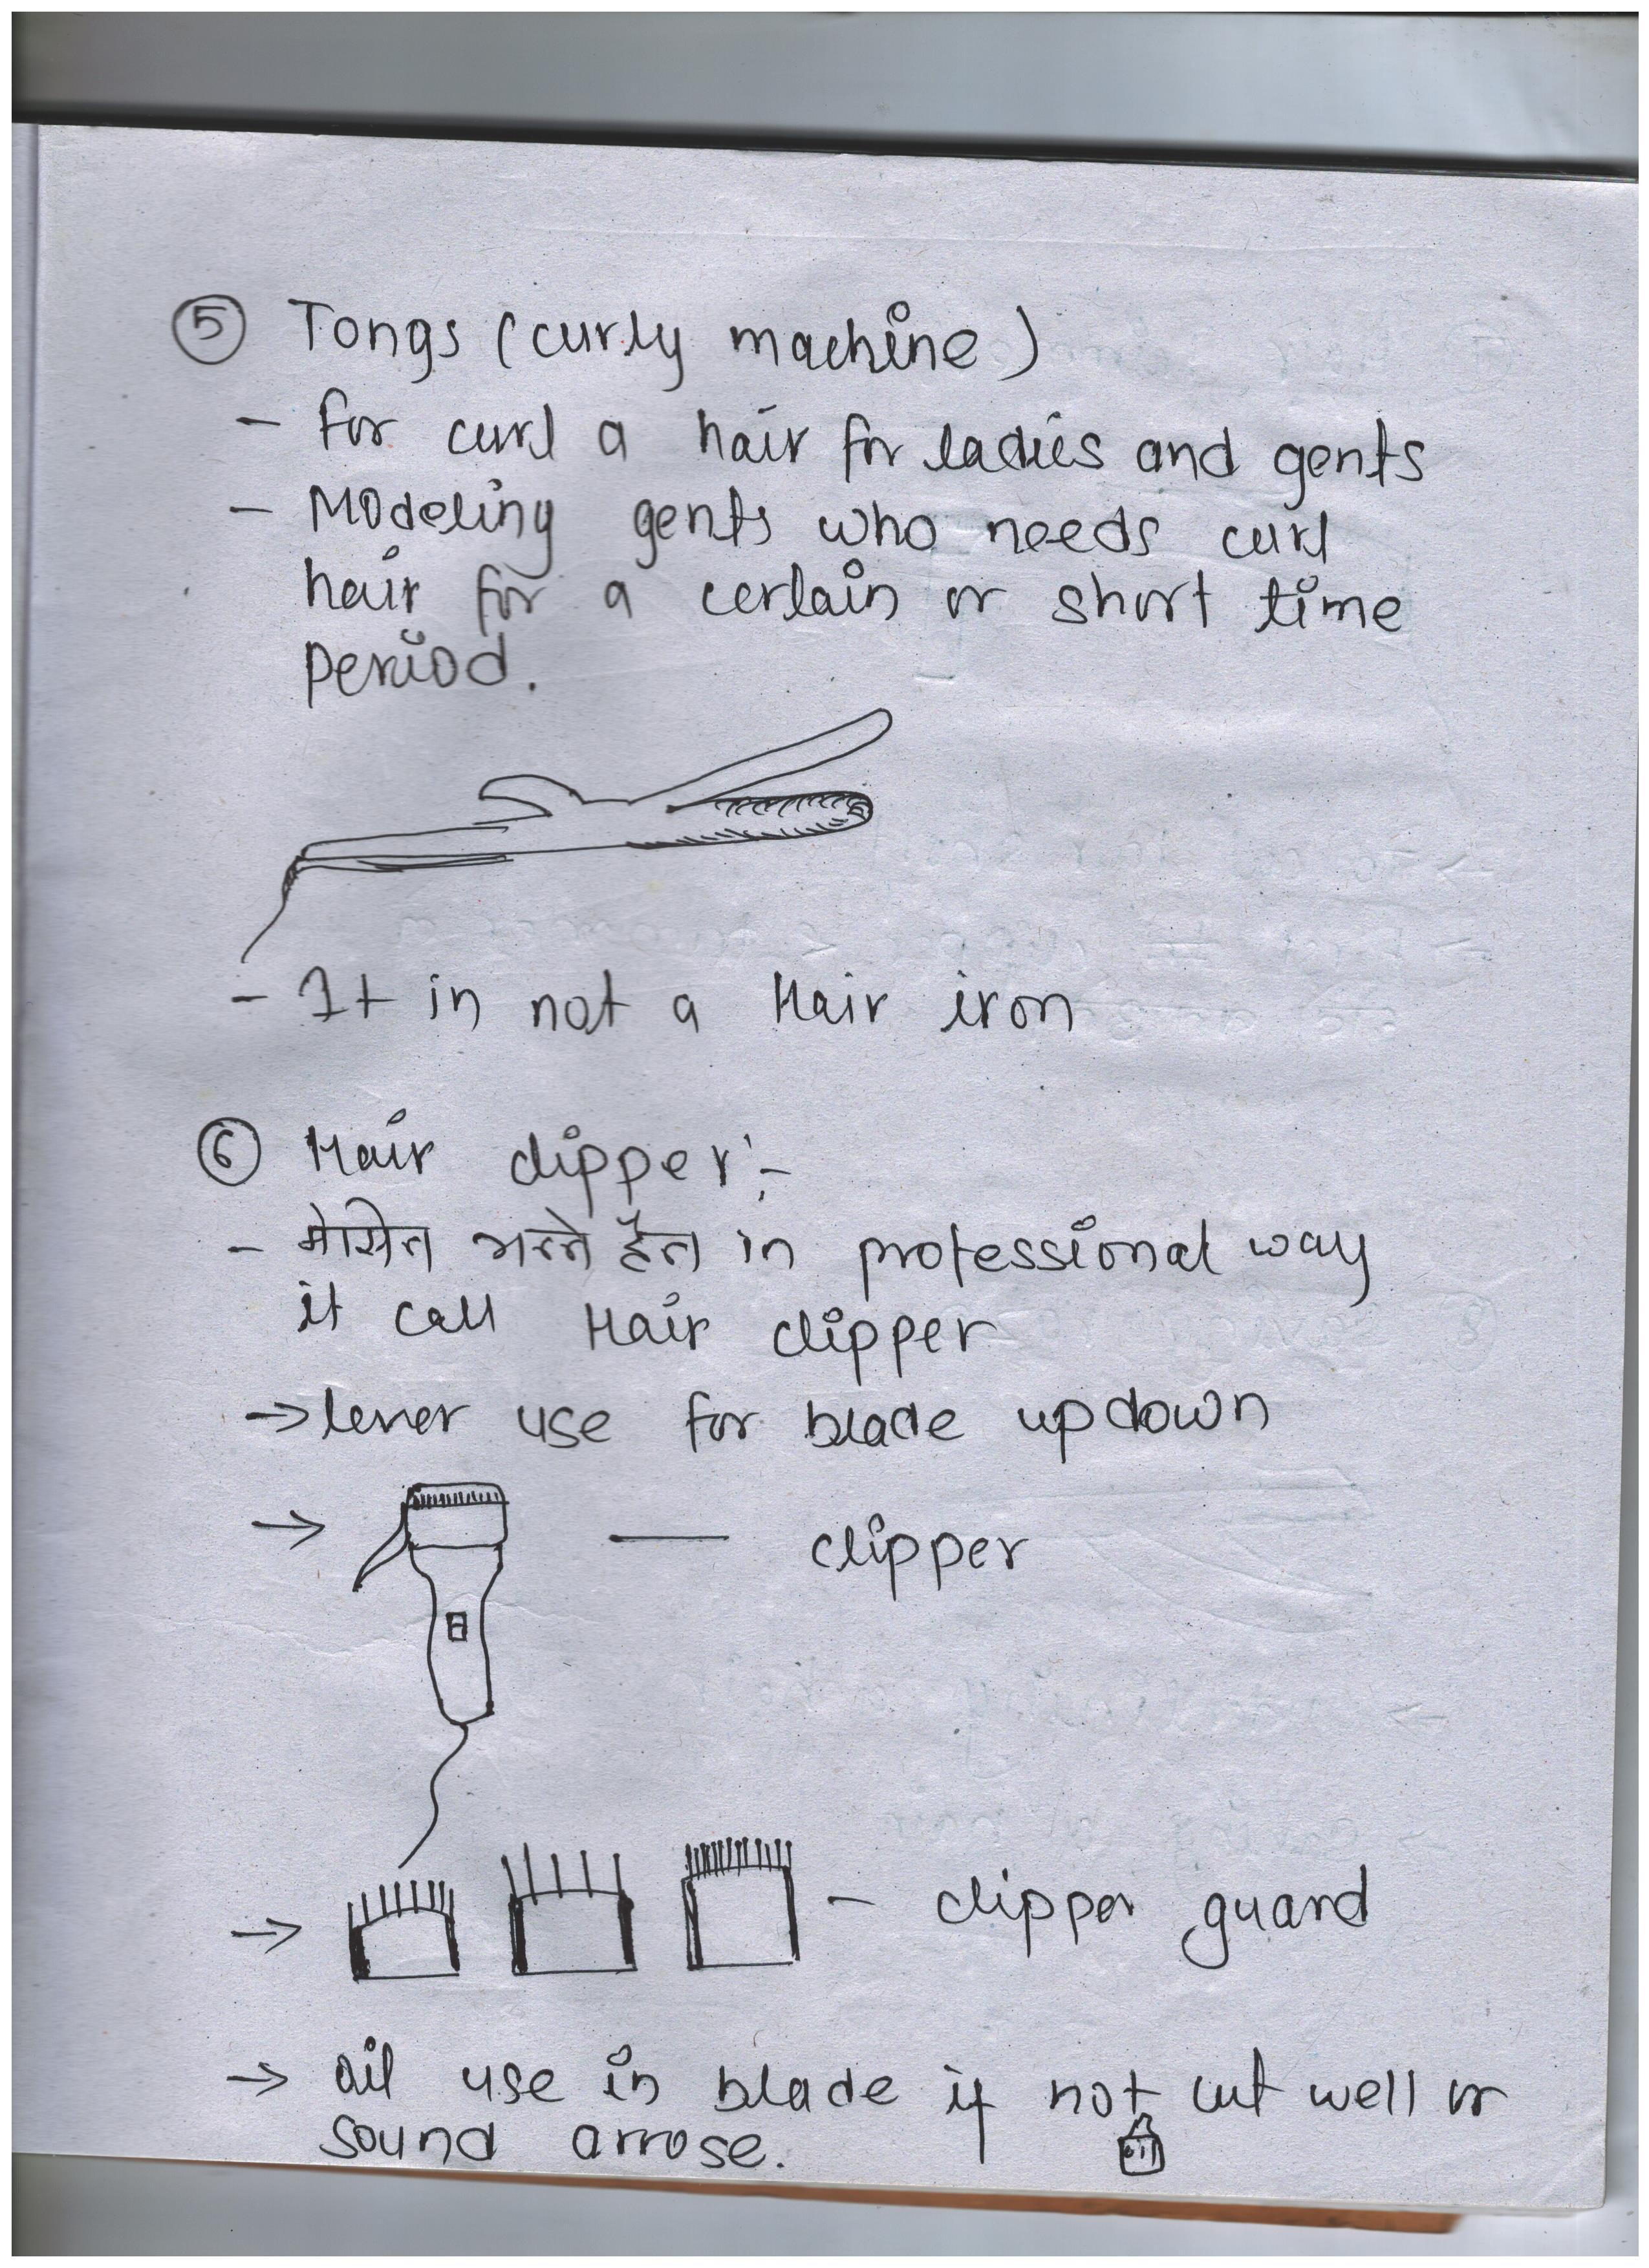 ⑤ Tongs (curly machine)
- for curl a hair for ladies and gents
- Modeling gents who needs curl
hair for a certain or short time
period.
- It in not a Hair iron
⑥ Hair clipper :-
- मेसिन भन्ने हैन in professional way
it call Hair clipper
→ lever use for blade updown
→ — clipper
→ - clipper guard
→ oil use in blade if not cut well or
sound arrose.
oil